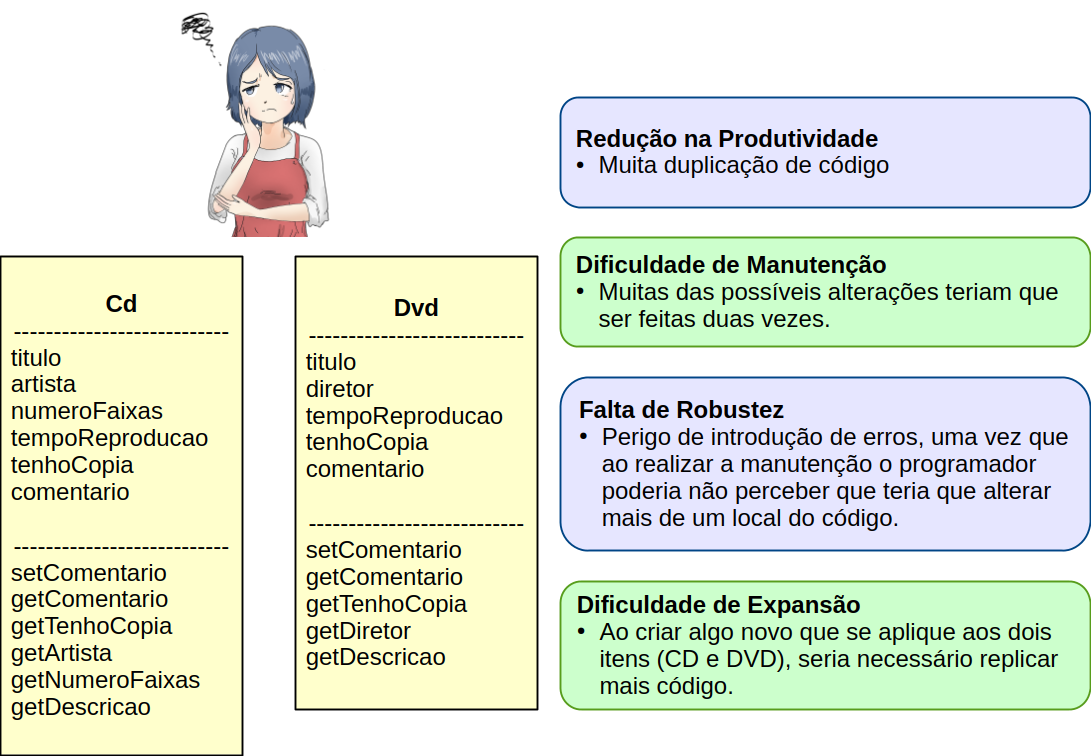 Cd
---------------------------
titulo
artista
numeroFaixas
tempoReproducao
tenhoCopia
comentario
---------------------------
setComentario
getComentario
getTenhoCopia
getArtista
getNumeroFaixas
getDescricao
Dvd
---------------------------
titulo
diretor
tempoReproducao
tenhoCopia
comentario
---------------------------
setComentario
getComentario
getTenhoCopia
getDiretor
getDescricao
Redução na Produtividade
• Muita duplicação de código
Dificuldade de Manutenção
• Muitas das possíveis alterações teriam que
ser feitas duas vezes.
Falta de Robustez
• Perigo de introdução de erros, uma vez que
ao realizar a manutenção o programador
poderia não perceber que teria que alterar
mais de um local do código.
Dificuldade de Expansão
• Ao criar algo novo que se aplique aos dois
itens (CD e DVD), seria necessário replicar
mais código.